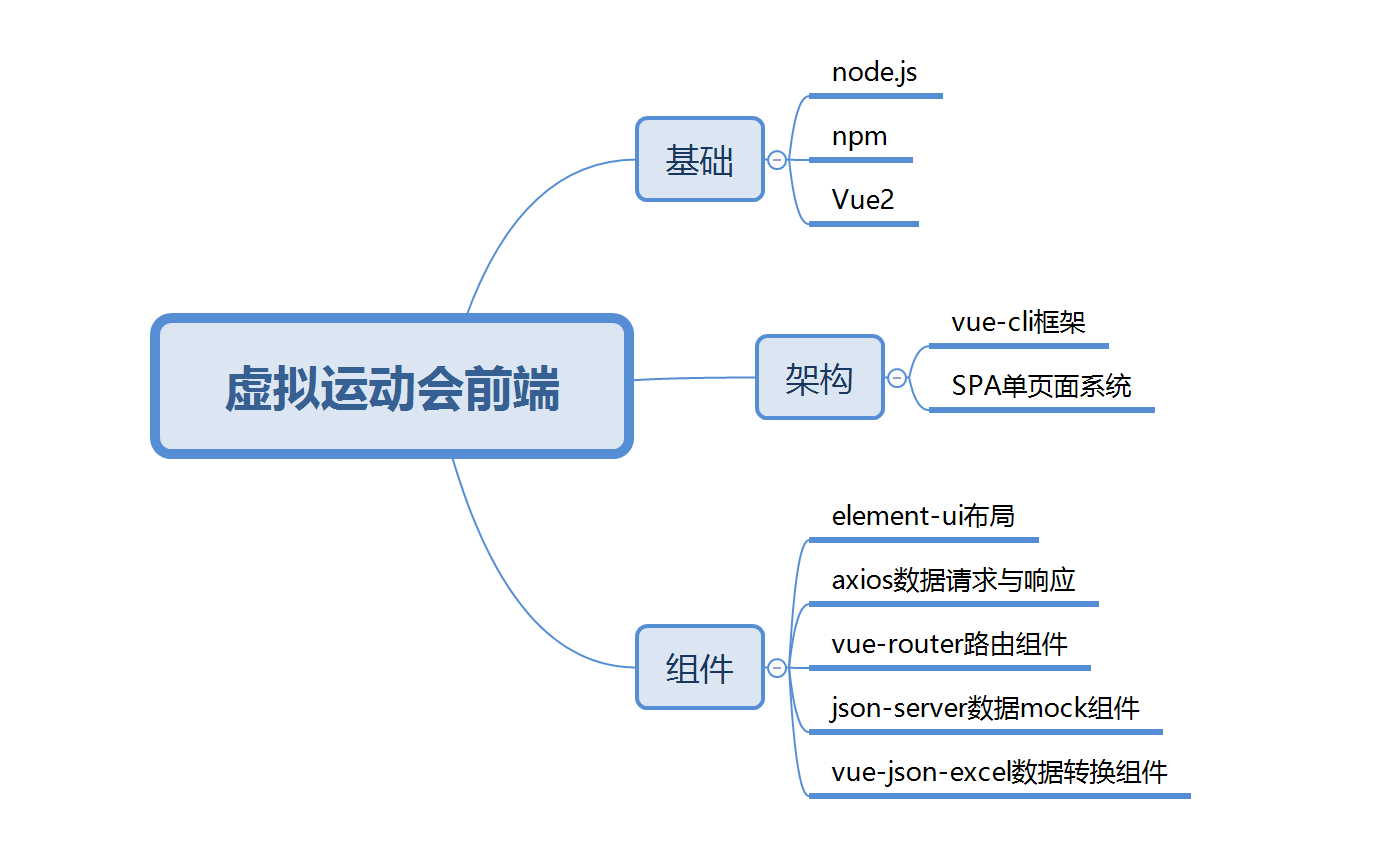 虚拟运动会前端
基础
node.js
npm
Vue2
架构
vue-cli框架
SPA单页面系统
组件
element-ui布局
axios数据请求与响应
vue-router路由组件
json-server数据mock组件
vue-json-excel数据转换组件